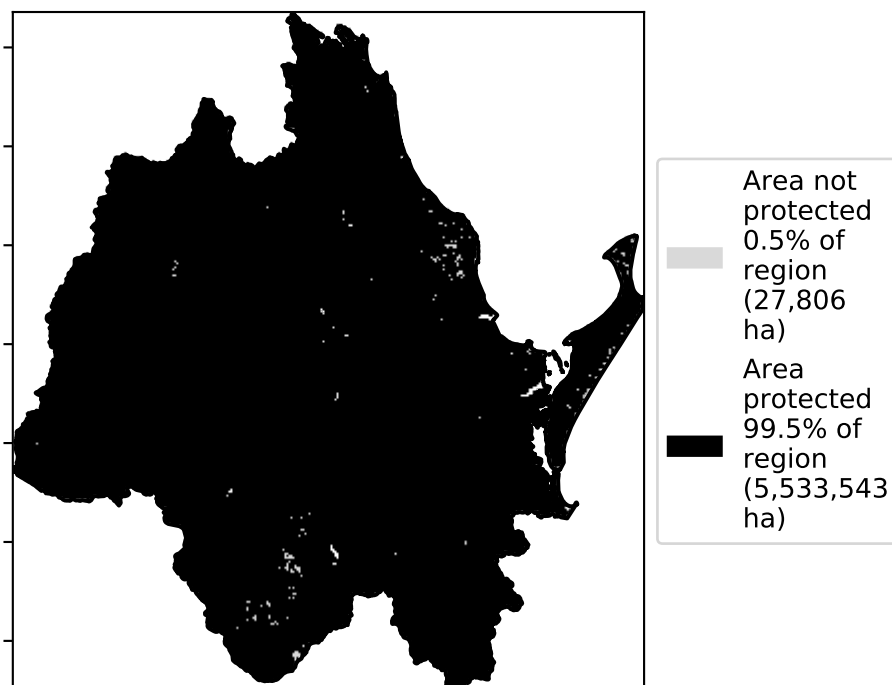 Area not
protected
0.5% of
region
(27,806
ha)
Area
protected
99.5% of
region
(5,533,543
ha)